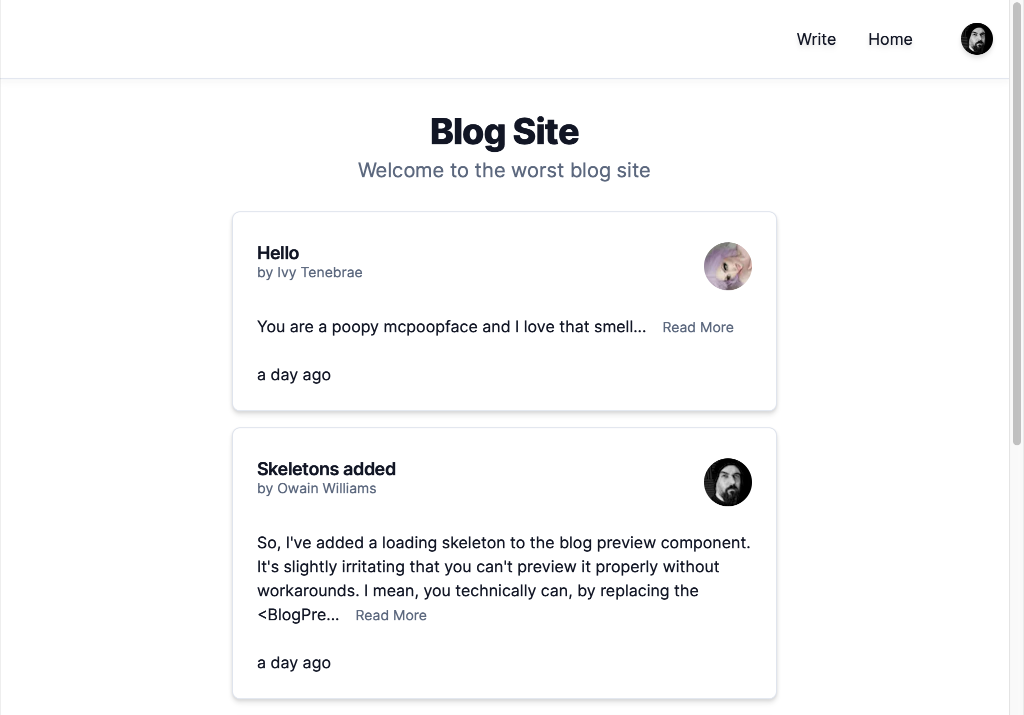 Write Home
Blog Site
Welcome to the worst blog site
Hello
by Ivy Tenebrae
You are a poopy mcpoopface and I love that smell... Read More
a day ago
Skeletons added
by Owain Williams
So, I've added a loading skeleton to the blog preview component.
It's slightly irritating that you can't preview it properly without
workarounds. I mean, you technically can, by replacing the
<BlogPre... Read More
a day ago